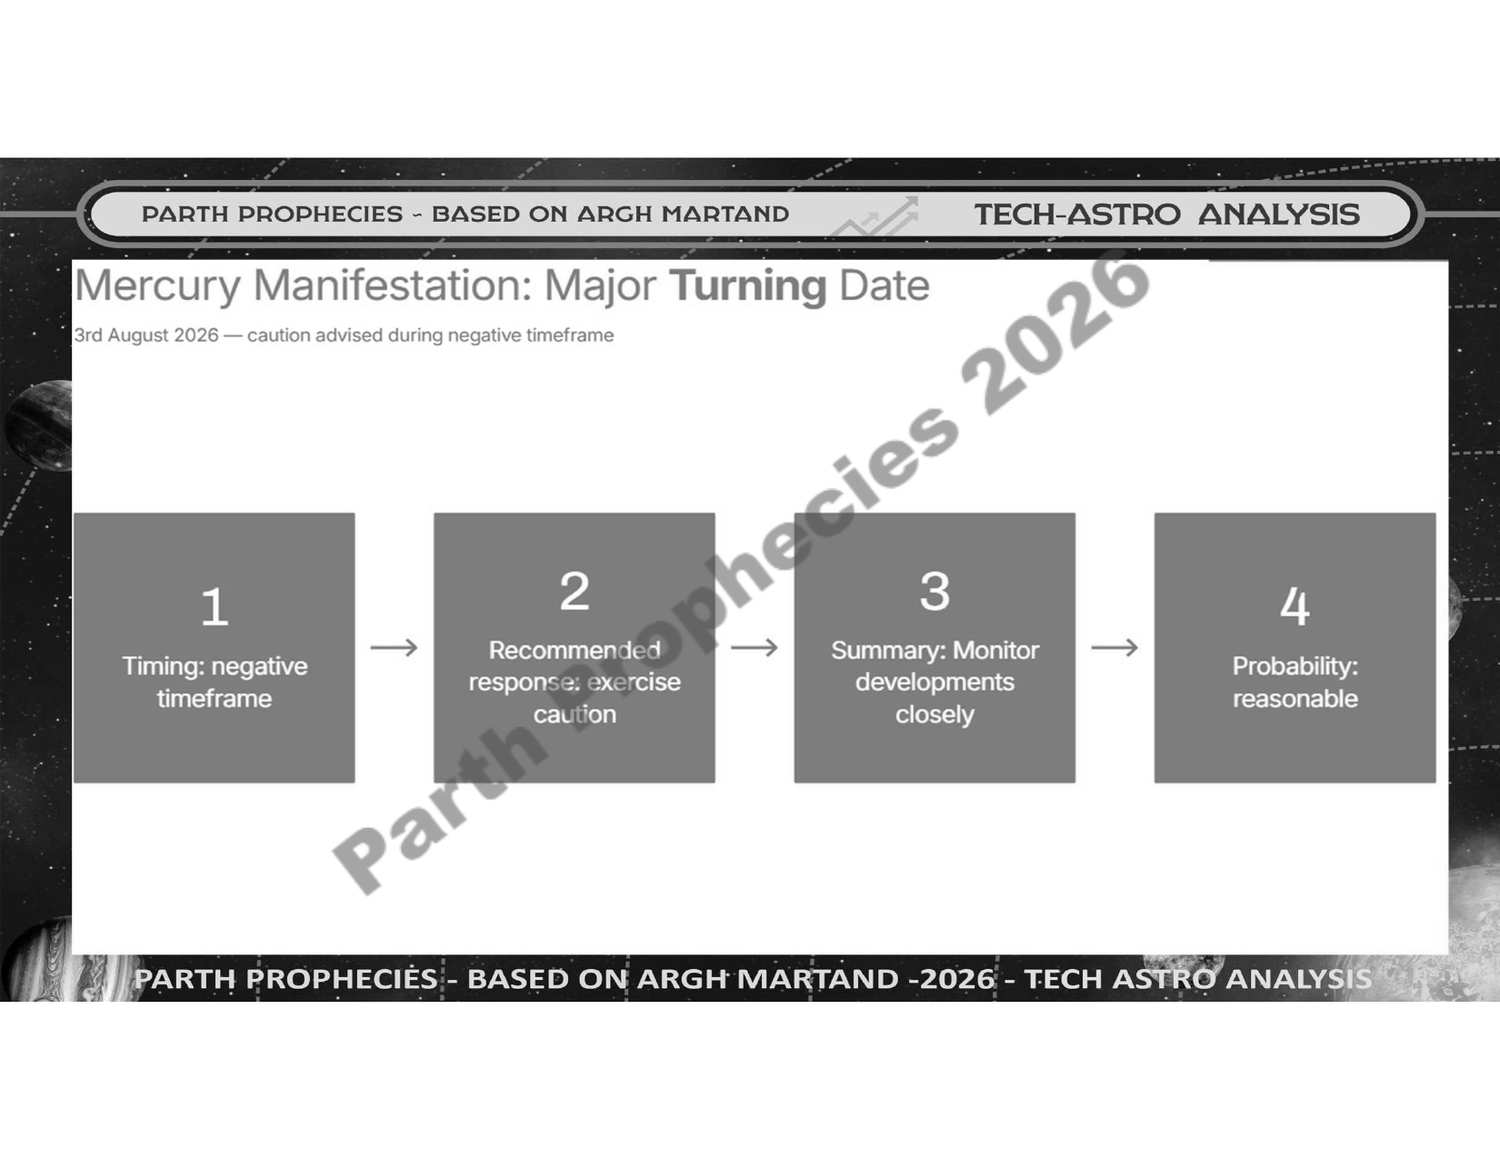 PARTH PROPHECIES ~ BASED ON ARGH MARTAND
TECH-ASTRO ANALYSIS
Mercury Manifestation: Major Turning Date
3rd August 2026 — caution advised during negative timeframe
1
Timing: negative
timeframe
2
Recommended
response: exercise
caution
3
Summary: Monitor
developments
closely
4
Probability:
reasonable
Parth Prophecies 2026
PARTH PROPHECIES - BASED ON ARGH MARTAND -2026 - TECH ASTRO ANALYSIS